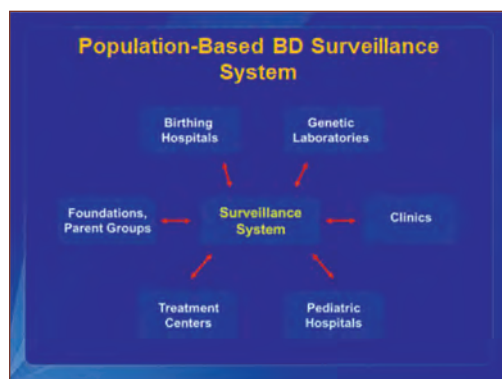 Population-Based BD Surveillance
System
Birthing
Hospitals
Genetic
Laboratories
Foundations,
Parent Groups
Surveillance
System
Clinics
Treatment
Centers
Pediatric
Hospitals